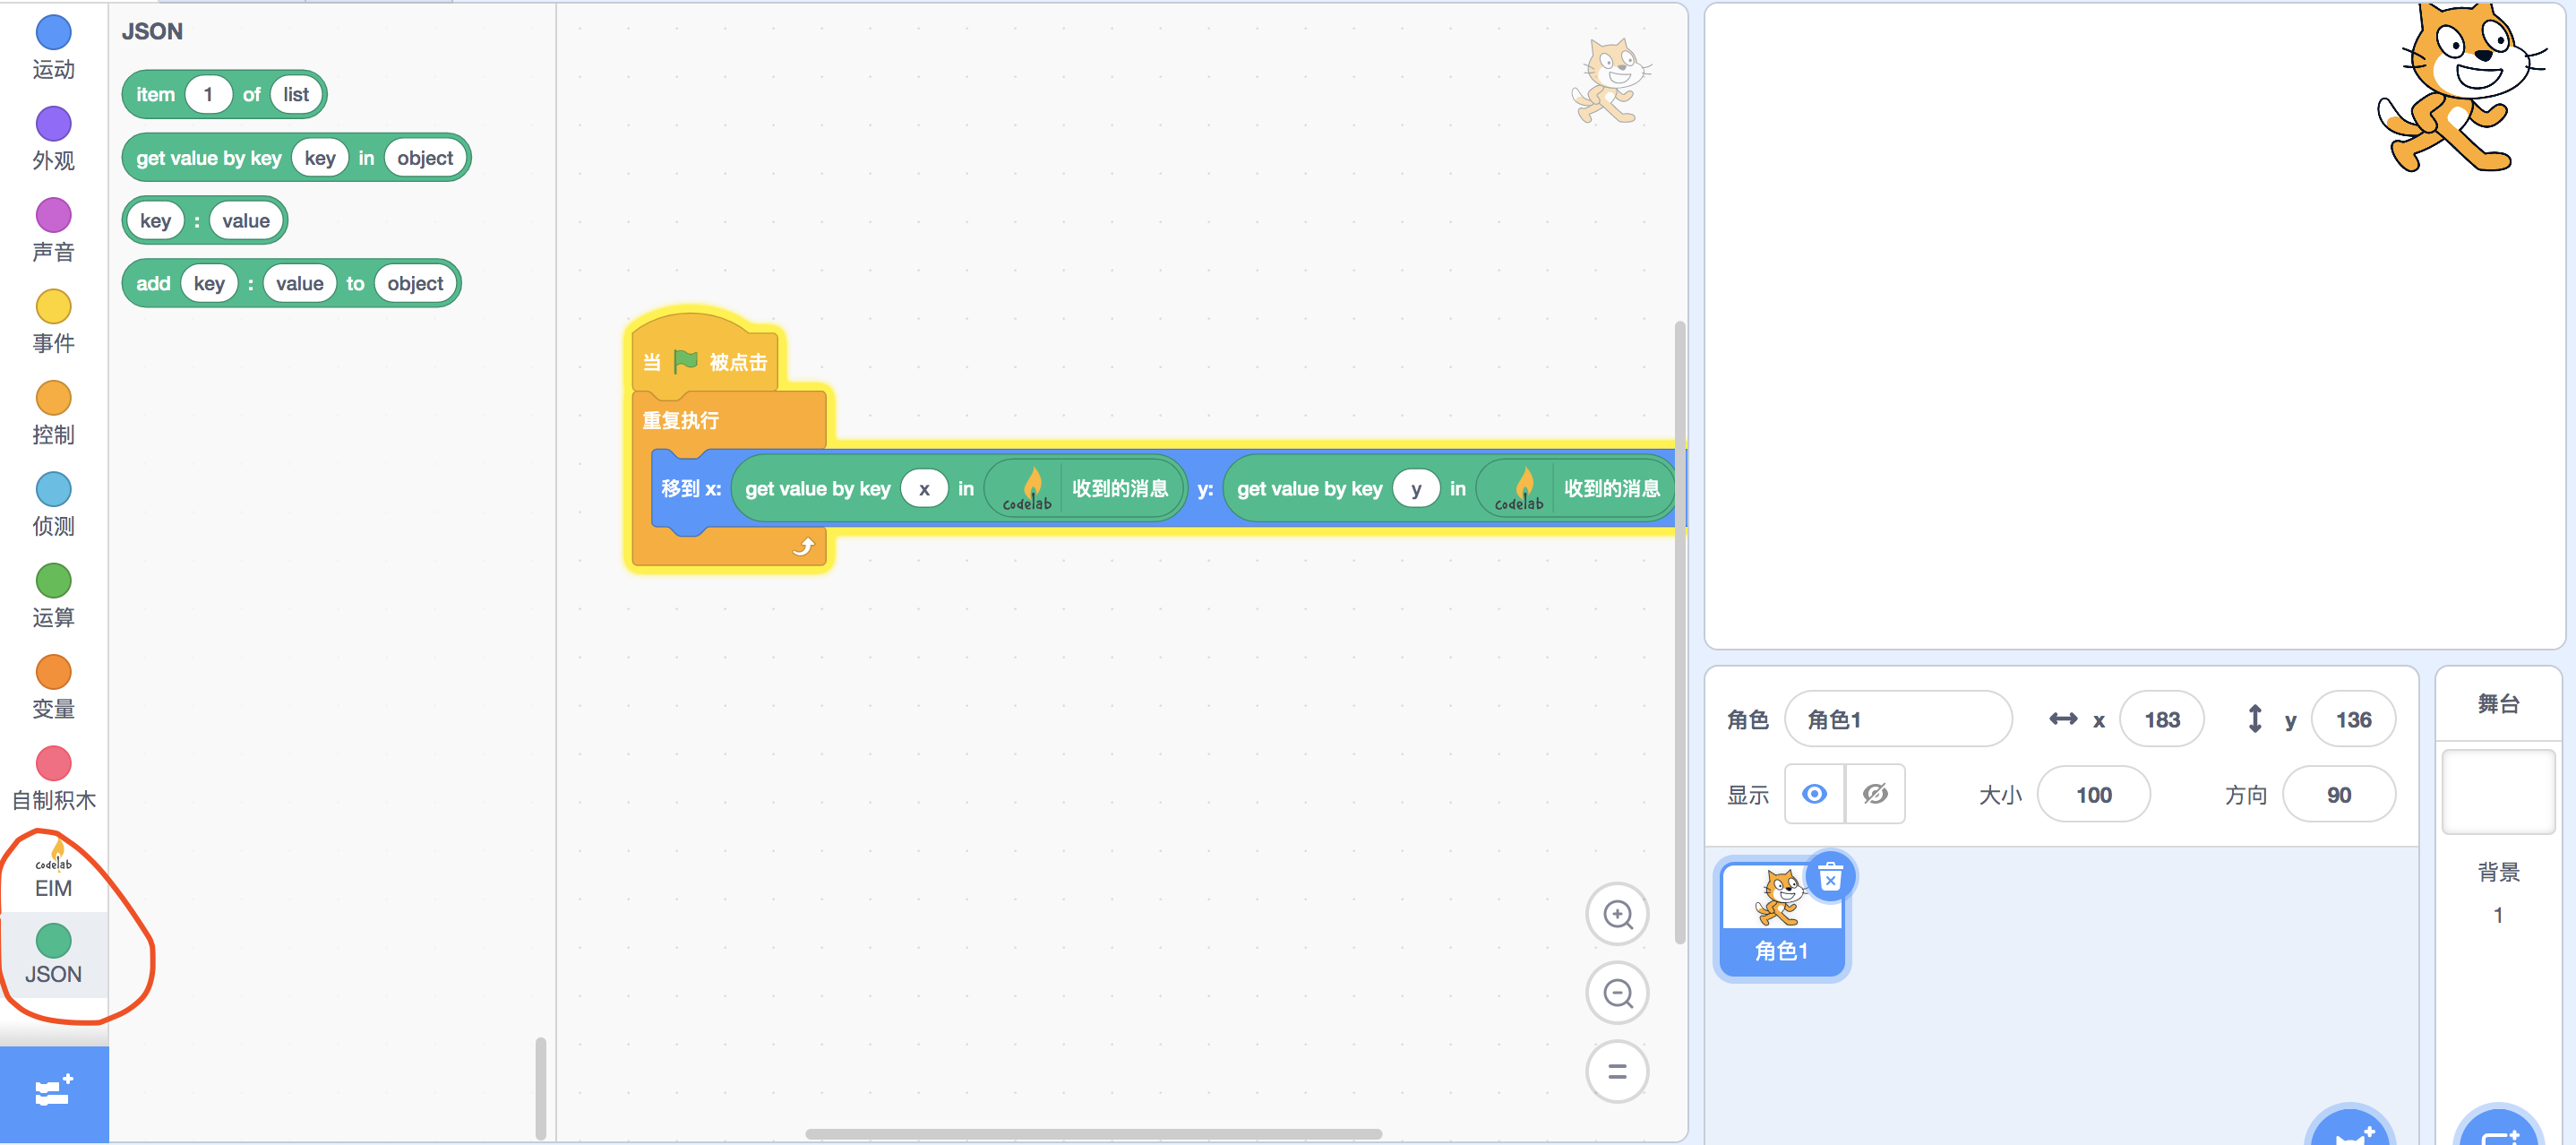 运动
外观
声音
事件
控制
侦测
运算
变量
自制积木
codelab
EIM
JSON
JSON
item 1 of list
get value by key key in object
key : value
add key : value to object
当 被点击
重复执行
移到 x: get value by key x in codelab 收到的消息 y: get value by key y in codelab 收到的消息
角色 角色1 x 183 y 136
显示 大小 100 方向 90
角色1
舞台
背景
1